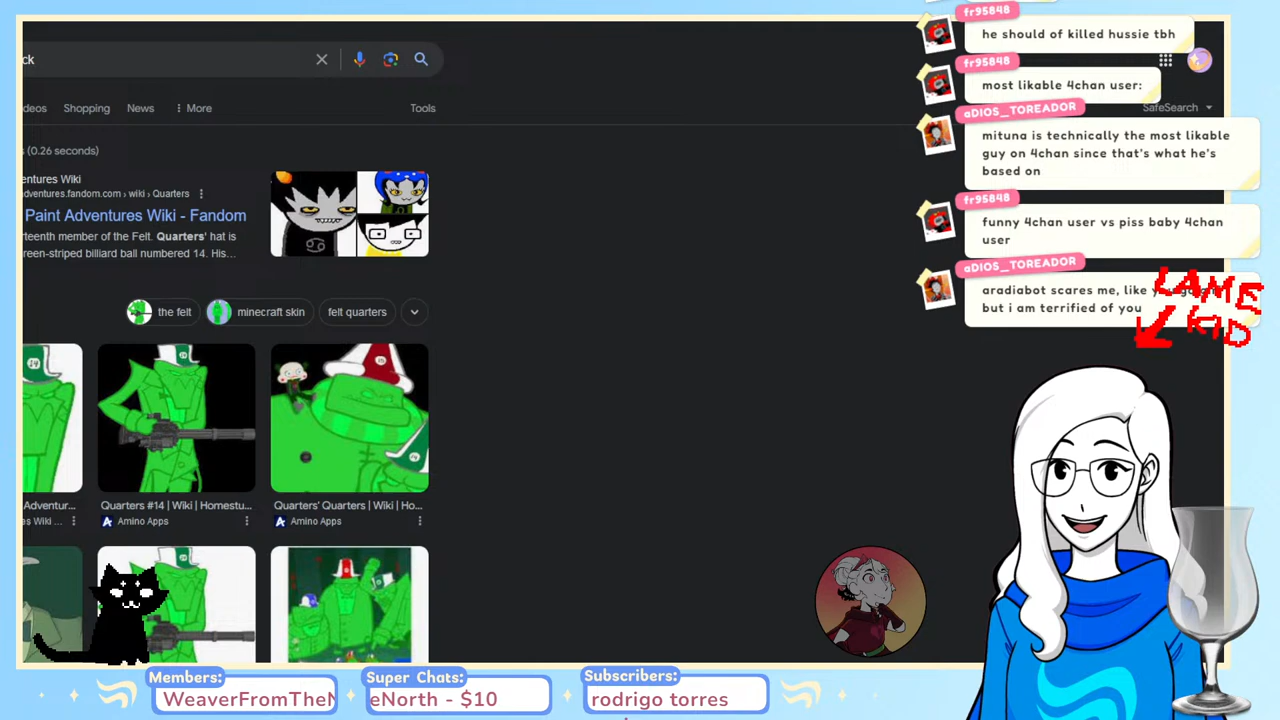 ck
deos Shopping News More Tools
SafeSearch
s (0.26 seconds)
entures Wiki
dventures.fandom.com › wiki › Quarters
Paint Adventures Wiki - Fandom
teenth member of the Felt. Quarters' hat is
reen-striped billiard ball numbered 14. His...
the felt
minecraft skin
felt quarters
Adventur...
es Wiki ...
Quarters #14 | Wiki | Homestu...
Amino Apps
Quarters' Quarters | Wiki | Ho...
Amino Apps
fr95848
he should of killed hussie tbh
fr95848
most likable 4chan user:
aDIOS_TOREADOR
mituna is technically the most likable
guy on 4chan since that's what he's
based on
fr95848
funny 4chan user vs piss baby 4chan
user
aDIOS_TOREADOR
aradiabot scares me, like
but i am terrified of you
LAME
KID
Members:
WeaverFromTheN
Super Chats:
eNorth - $10
Subscribers:
rodrigo torres